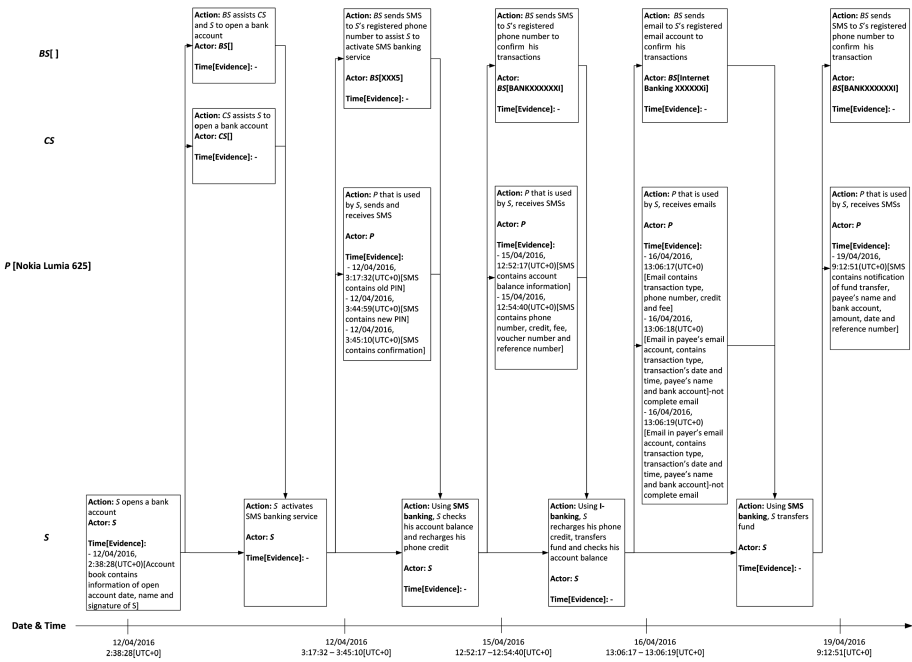 BS[ ]
Action: BS assists CS
and S to open a bank
account
Actor: BS[]
Time[Evidence]: -
Action: BS sends SMS
to S's registered phone
number to assist S to
activate SMS banking
service
Actor: BS[XXX5]
Time[Evidence]: -
Action: BS sends SMS
to S's registered
phone number to
confirm his
transactions
Actor:
BS[BANKXXXXXXI]
Time[Evidence]: -
Action: BS sends
email to S's registered
email account to
confirm his
transactions
Actor: BS[Internet
Banking XXXXXXi]
Time[Evidence]: -
Action: BS sends
SMS to S's registered
phone number to
confirm his
transaction
Actor:
BS[BANKXXXXXXI]
Time[Evidence]: -
CS
Action: CS assists S to
open a bank account
Actor: CS[]
Time[Evidence]: -
P [Nokia Lumia 625]
Action: P that is used
by S, sends and
receives SMS
Actor: P
Time[Evidence]:
- 12/04/2016,
3:17:32(UTC+0)[SMS
contains old PIN]
- 12/04/2016,
3:44:59(UTC+0)[SMS
contains new PIN]
- 12/04/2016,
3:45:10(UTC+0)[SMS
contains confirmation]
Action: P that is used
by S, receives SMSs
Actor: P
Time[Evidence]:
- 15/04/2016,
12:52:17(UTC+0)[SMS
contains account
balance information]
- 15/04/2016,
12:54:40(UTC+0)[SMS
contains phone
number, credit, fee,
voucher number and
reference number]
Action: P that is used
by S, receives emails
Actor: P
Time[Evidence]:
- 16/04/2016,
13:06:17(UTC+0)
[Email contains
transaction type,
phone number, credit
and fee]
- 16/04/2016,
13:06:18(UTC+0)
[Email in payee's email
account, contains
transaction type,
transaction's date and
time, payee's name
and bank account]-not
complete email
- 16/04/2016,
13:06:19(UTC+0)
[Email in payer's email
account, contains
transaction type,
transaction's date and
time, payee's name
and bank account]-not
complete email
Action: P that is used
by S, receives SMSs
Actor: P
Time[Evidence]:
- 19/04/2016,
9:12:51(UTC+0)[SMS
contains notification
of fund transfer,
payee's name and
bank account,
amount, date and
reference number]
S
Action: S opens a bank
account
Actor: S
Time[Evidence]:
- 12/04/2016,
2:38:28(UTC+0)[Account
book contains
information of open
account date, name and
signature of S]
Action: S activates
SMS banking service
Actor: S
Time[Evidence]: -
Action: Using SMS
banking, S checks
his account balance
and recharges his
phone credit
Actor: S
Time[Evidence]: -
Action: Using I-
banking, S
recharges his phone
credit, transfers
fund and checks his
account balance
Actor: S
Time[Evidence]: -
Action: Using SMS
banking, S transfers
fund
Actor: S
Time[Evidence]: -
Date & Time
12/04/2016
2:38:28[UTC+0]
12/04/2016
3:17:32 – 3:45:10[UTC+0]
15/04/2016
12:52:17 –12:54:40[UTC+0]
16/04/2016
13:06:17 – 13:06:19[UTC+0]
19/04/2016
9:12:51[UTC+0]